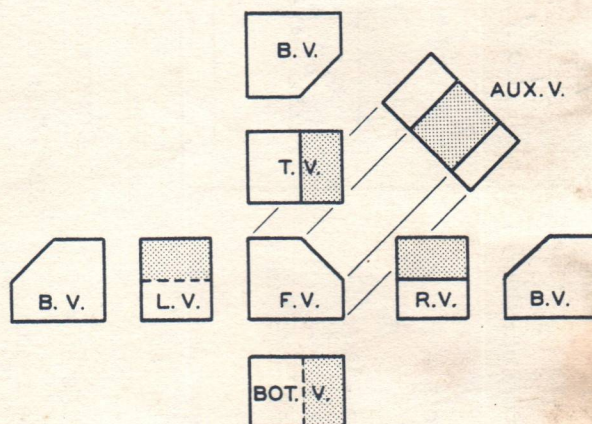 B. V.
AUX. V.
T. V.
B. V.
L. V.
F. V.
R.V.
B.V.
BOT. V.